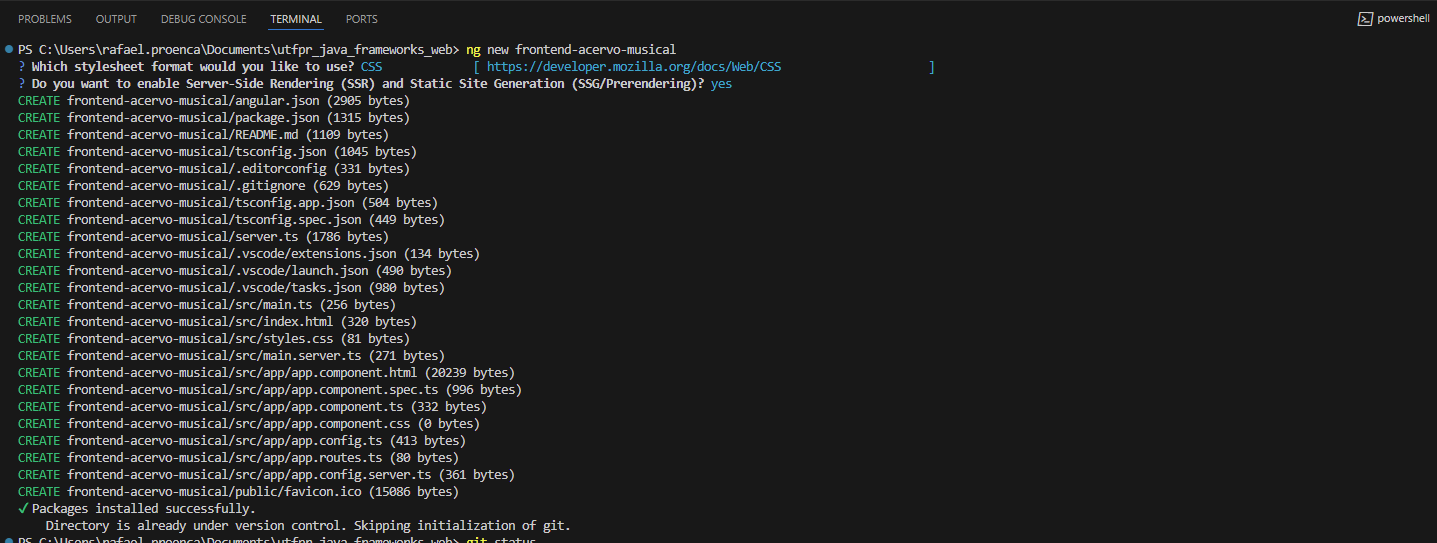 PROBLEMS OUTPUT DEBUG CONSOLE TERMINAL PORTS powershell
PS C:\Users\rafael.proenca\Documents\utfpr_java_frameworks_web> ng new frontend-acervo-musical
? Which stylesheet format would you like to use? CSS [ https://developer.mozilla.org/docs/Web/CSS ]
? Do you want to enable Server-Side Rendering (SSR) and Static Site Generation (SSG/Prerendering)? yes
CREATE frontend-acervo-musical/angular.json (2905 bytes)
CREATE frontend-acervo-musical/package.json (1315 bytes)
CREATE frontend-acervo-musical/README.md (1109 bytes)
CREATE frontend-acervo-musical/tsconfig.json (1045 bytes)
CREATE frontend-acervo-musical/.editorconfig (331 bytes)
CREATE frontend-acervo-musical/.gitignore (629 bytes)
CREATE frontend-acervo-musical/tsconfig.app.json (504 bytes)
CREATE frontend-acervo-musical/tsconfig.spec.json (449 bytes)
CREATE frontend-acervo-musical/server.ts (1786 bytes)
CREATE frontend-acervo-musical/.vscode/extensions.json (134 bytes)
CREATE frontend-acervo-musical/.vscode/launch.json (490 bytes)
CREATE frontend-acervo-musical/.vscode/tasks.json (980 bytes)
CREATE frontend-acervo-musical/src/main.ts (256 bytes)
CREATE frontend-acervo-musical/src/index.html (320 bytes)
CREATE frontend-acervo-musical/src/styles.css (81 bytes)
CREATE frontend-acervo-musical/src/main.server.ts (271 bytes)
CREATE frontend-acervo-musical/src/app/app.component.html (20239 bytes)
CREATE frontend-acervo-musical/src/app/app.component.spec.ts (996 bytes)
CREATE frontend-acervo-musical/src/app/app.component.ts (332 bytes)
CREATE frontend-acervo-musical/src/app/app.component.css (0 bytes)
CREATE frontend-acervo-musical/src/app/app.config.ts (413 bytes)
CREATE frontend-acervo-musical/src/app/app.routes.ts (80 bytes)
CREATE frontend-acervo-musical/src/app/app.config.server.ts (361 bytes)
CREATE frontend-acervo-musical/public/favicon.ico (15086 bytes)
✓ Packages installed successfully.
Directory is already under version control. Skipping initialization of git.
PS C:\Users\rafael.proenca\Documents\utfpr_java_frameworks_web> git status